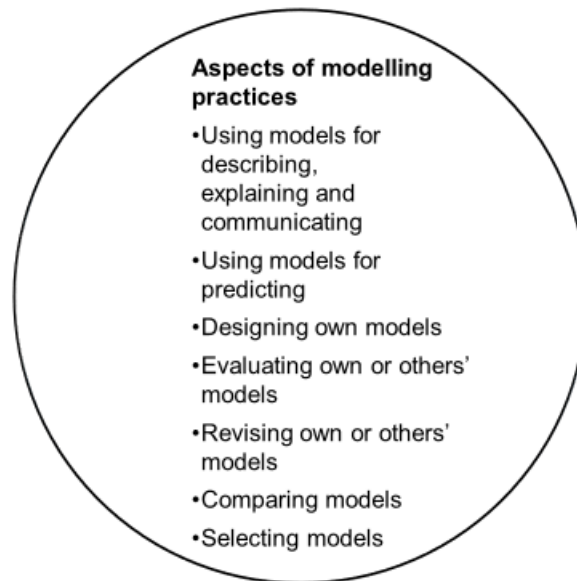 Aspects of modelling
practices
•Using models for
describing,
explaining and
communicating
•Using models for
predicting
•Designing own models
•Evaluating own or others’
models
•Revising own or others’
models
•Comparing models
•Selecting models